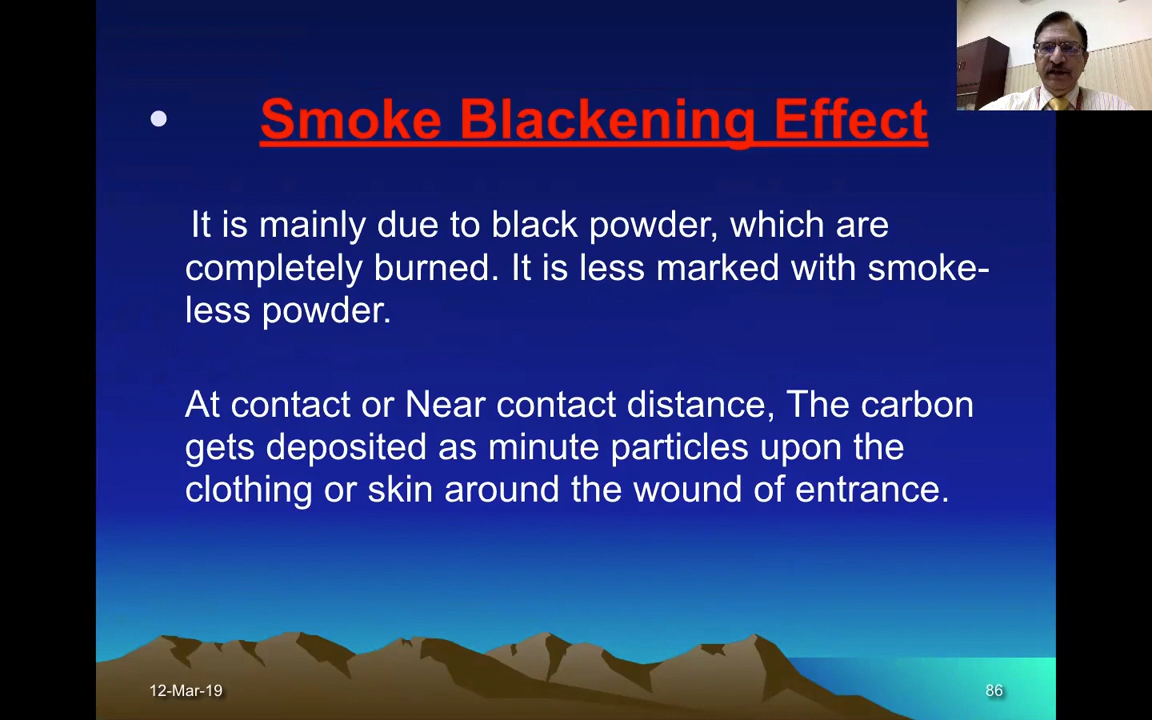 • Smoke Blackening Effect
It is mainly due to black powder, which are
completely burned. It is less marked with smoke-
less powder.
At contact or Near contact distance, The carbon
gets deposited as minute particles upon the
clothing or skin around the wound of entrance.
12-Mar-19
86